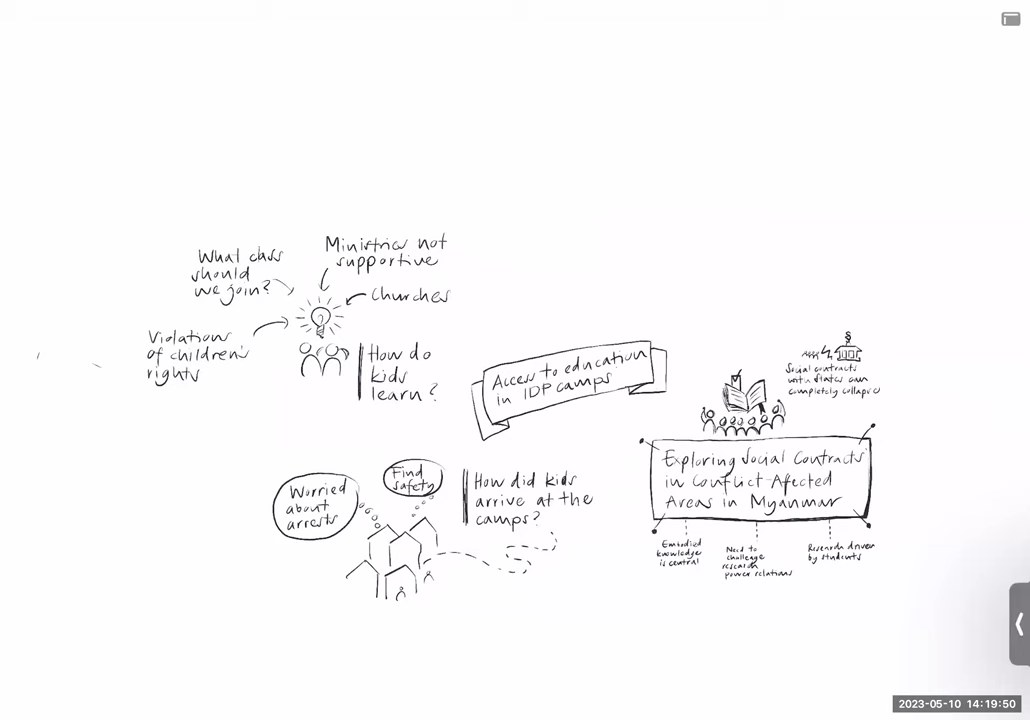 What class
should
we join?
Ministries not
supportive
Churches
Violations
of children's
rights
How do
kids
learn?
Access to education
in IDP camps
Social contracts
with states can
completely collapse
Exploring Social Contracts
in Conflict Affected
Areas in Myanmar
Embodied
knowledge
is central
Need to
challenge
research
power relations
Research driven
by students
Worried
about
arrests
Find
safety
How did kids
arrive at the
camps?
2023-05-10 14:19:50